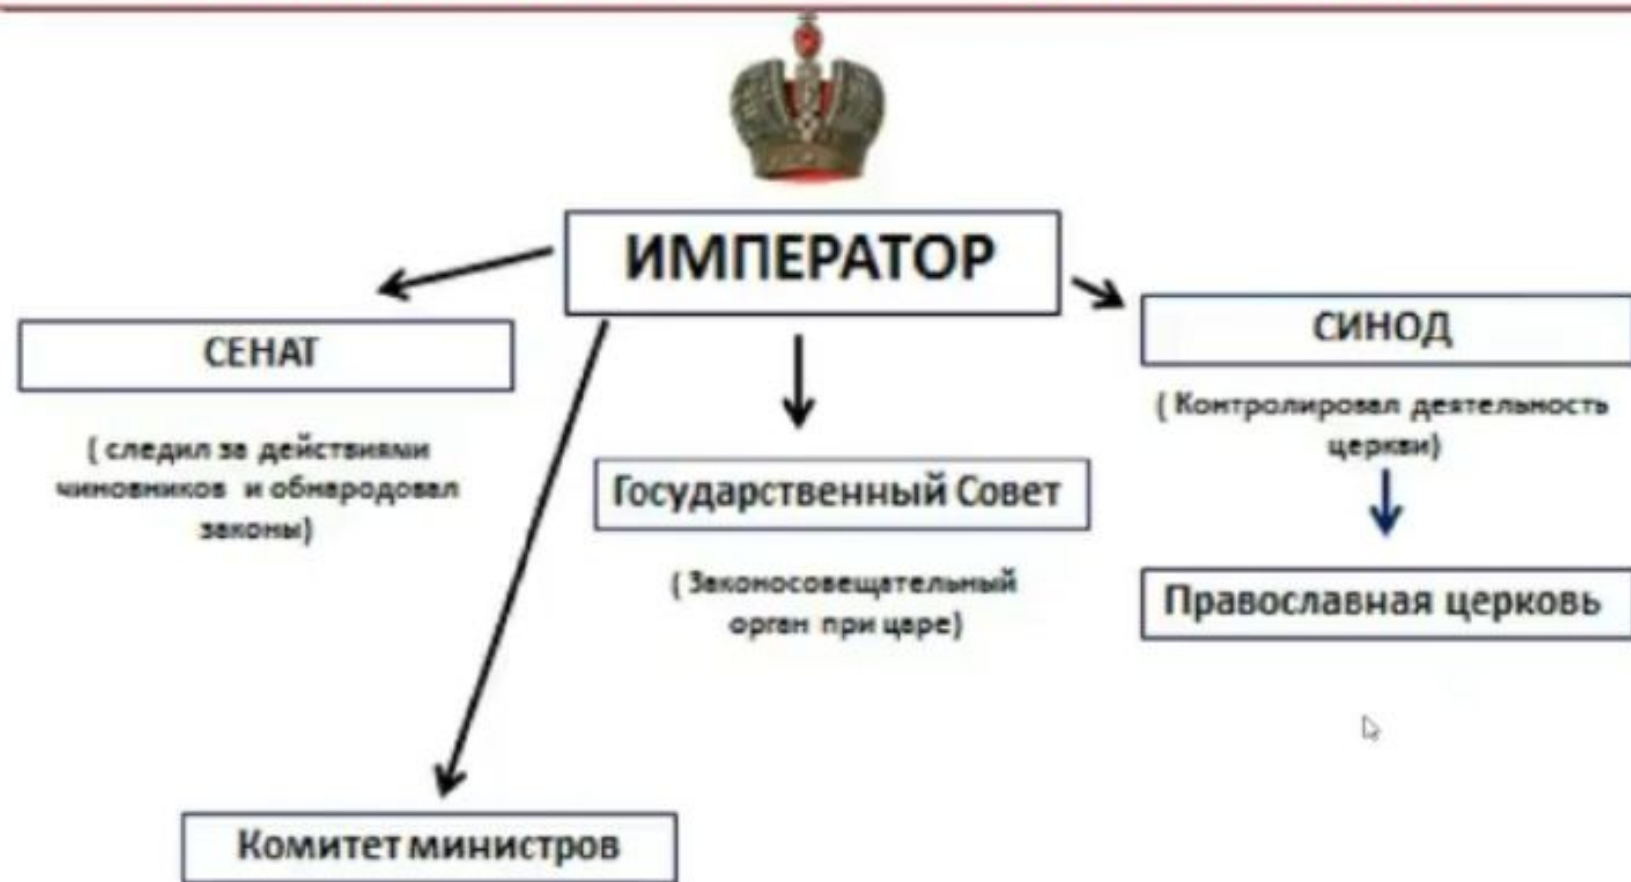 ИМПЕРАТОР
СЕНАТ
( следил за действиями
чиновников и обнародовал
законы)
Государственный Совет
( Законосовещательный
орган при царе)
СИНОД
( Контролировал деятельность
церкви)
Православная церковь
Комитет министров